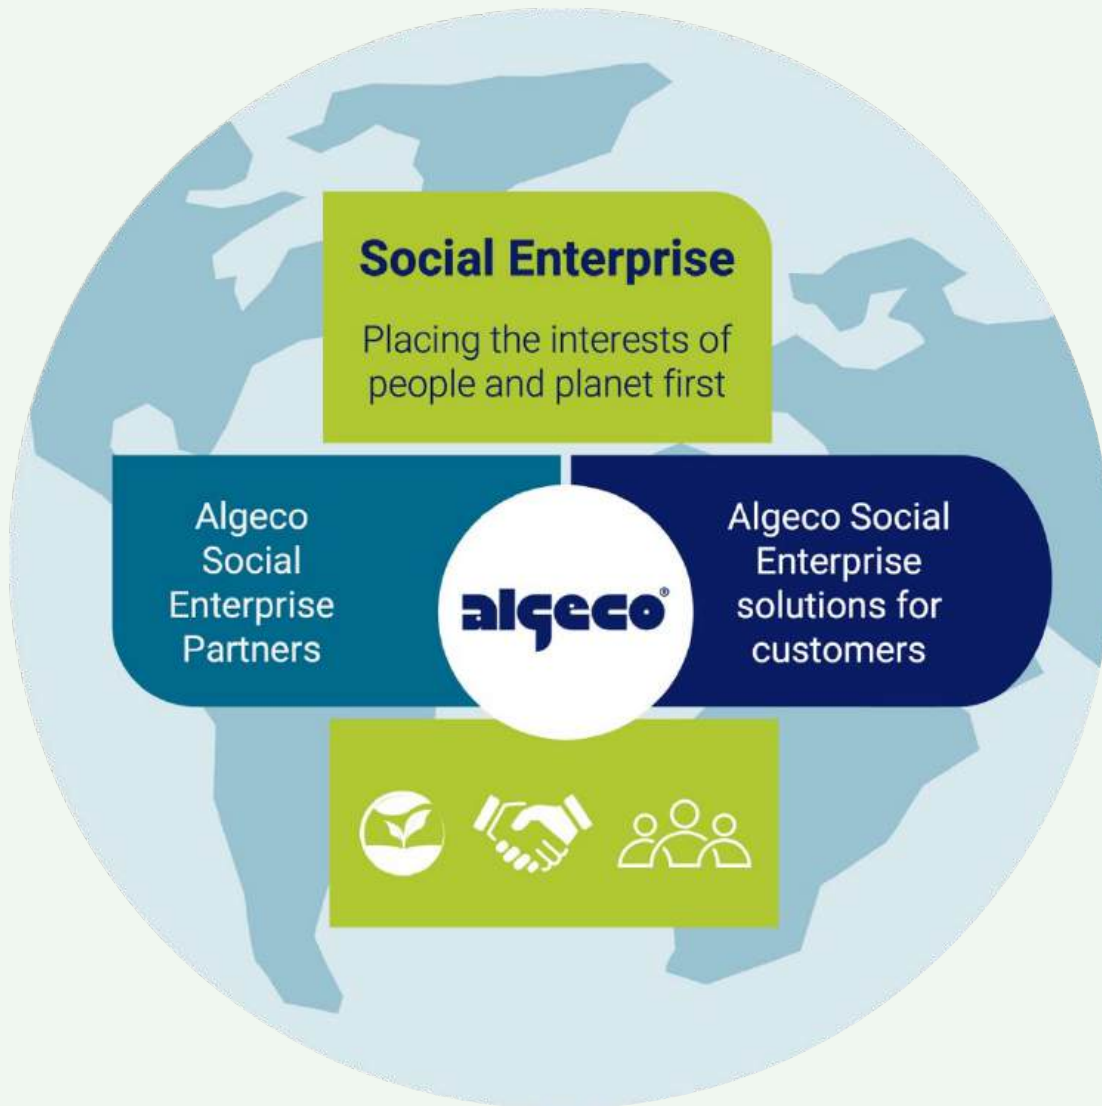 Social Enterprise
Placing the interests of
people and planet first
Algeco
Social
Enterprise
Partners
algeco®
Algeco Social
Enterprise
solutions for
customers